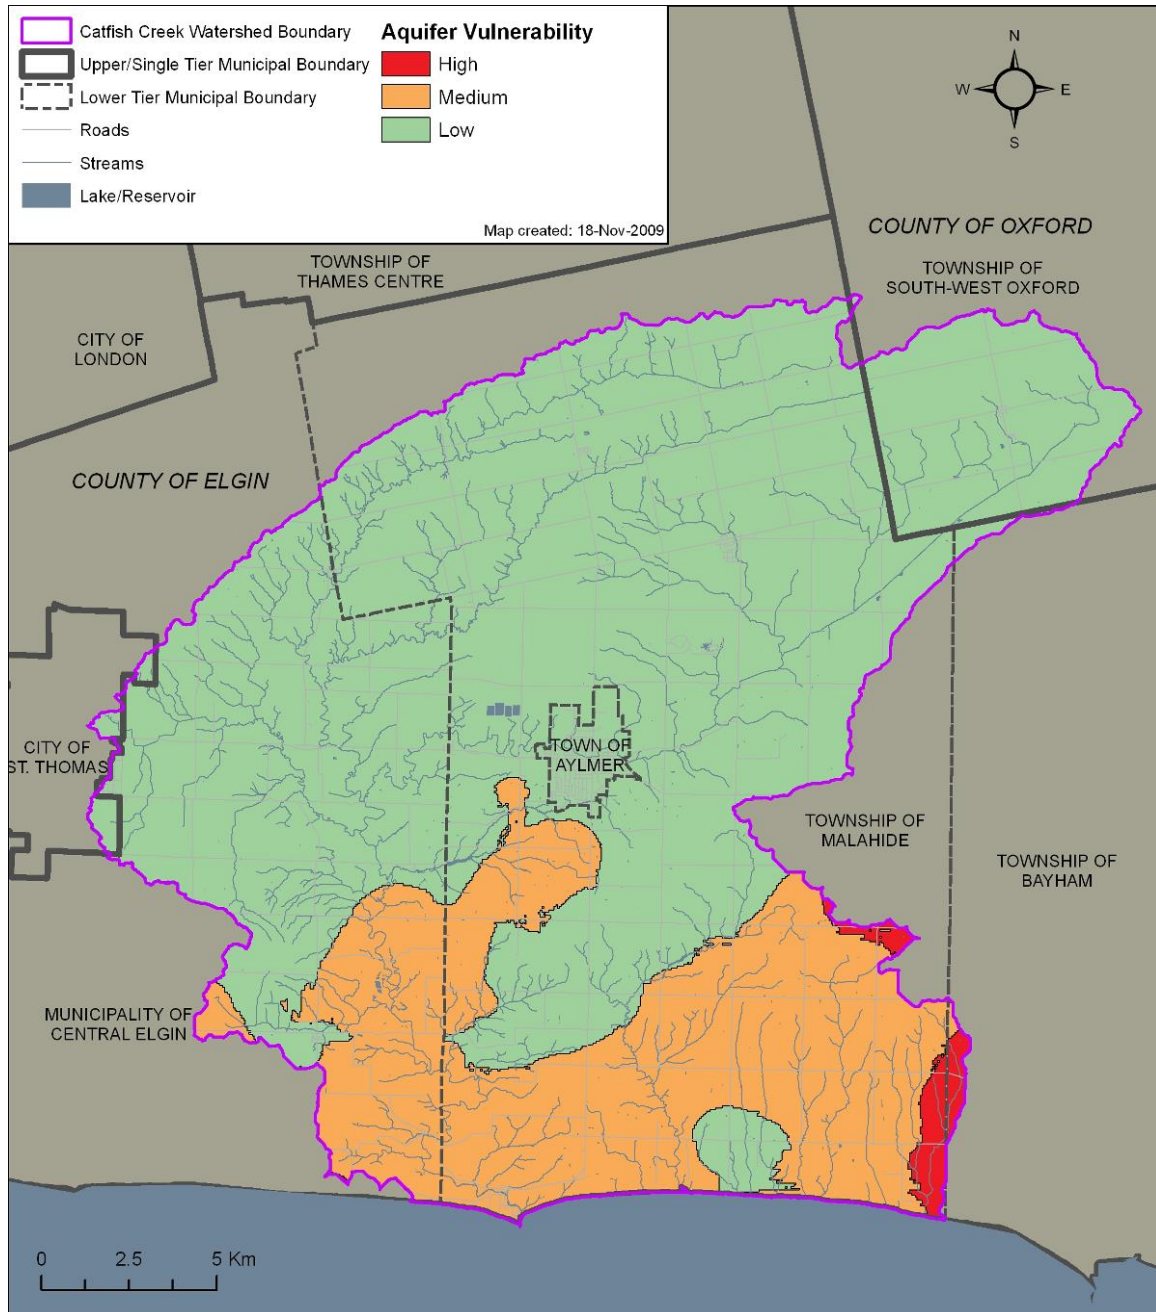 Catfish Creek Watershed Boundary
Upper/Single Tier Municipal Boundary
Lower Tier Municipal Boundary
Roads
Streams
Lake/Reservoir
Aquifer Vulnerability
High
Medium
Low
Map created: 18-Nov-2009
N
W
E
S
COUNTY OF OXFORD
TOWNSHIP OF
SOUTH-WEST OXFORD
TOWNSHIP OF
THAMES CENTRE
CITY OF
LONDON
COUNTY OF ELGIN
CITY OF
ST. THOMAS
TOWN OF
AYLMER
TOWNSHIP OF
MALAHIDE
TOWNSHIP OF
BAYHAM
MUNICIPALITY OF
CENTRAL ELGIN
0 2.5 5 Km